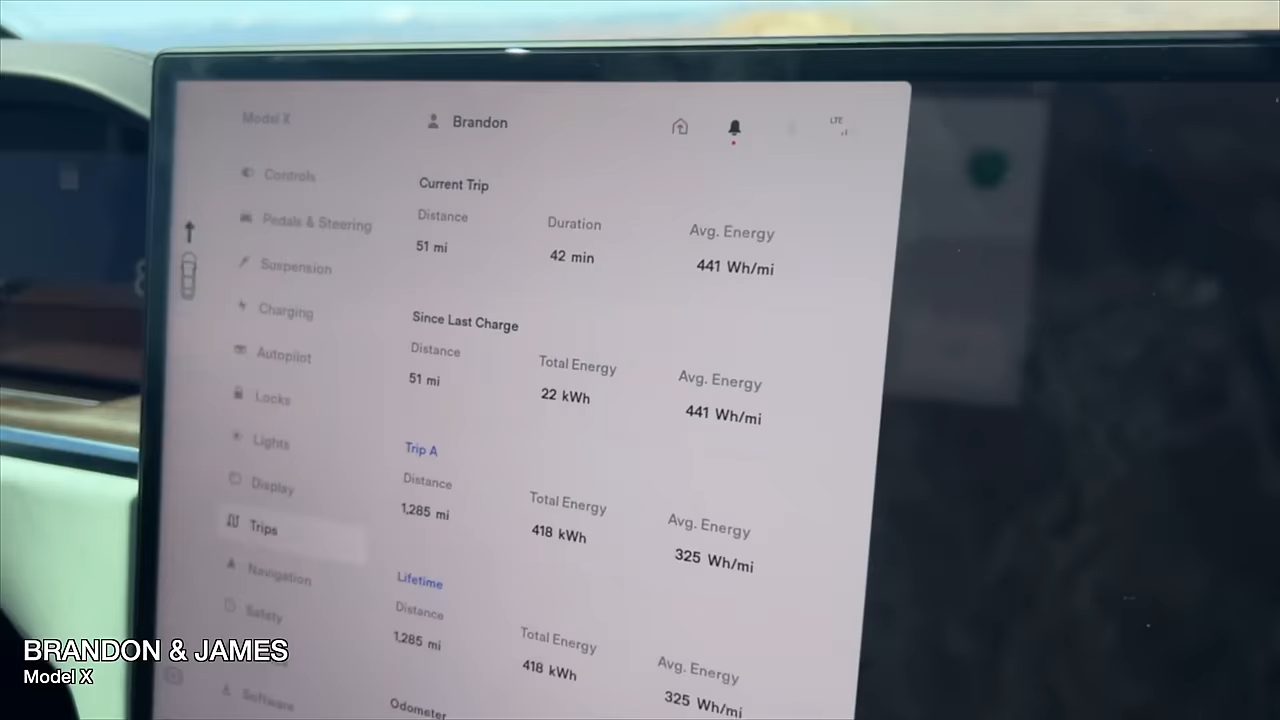 Model X
Brandon
LTE
Controls
Pedals & Steering
Suspension
Charging
Autopilot
Locks
Lights
Display
Trips
Navigation
Safety
Software
Current Trip
Distance Duration Avg. Energy
51 mi 42 min 441 Wh/mi
Since Last Charge
Distance Total Energy Avg. Energy
51 mi 22 kWh 441 Wh/mi
Trip A
Distance Total Energy Avg. Energy
1,285 mi 418 kWh 325 Wh/mi
Lifetime
Distance Total Energy Avg. Energy
1,285 mi 418 kWh 325 Wh/mi
Odometer
BRANDON & JAMES
Model X